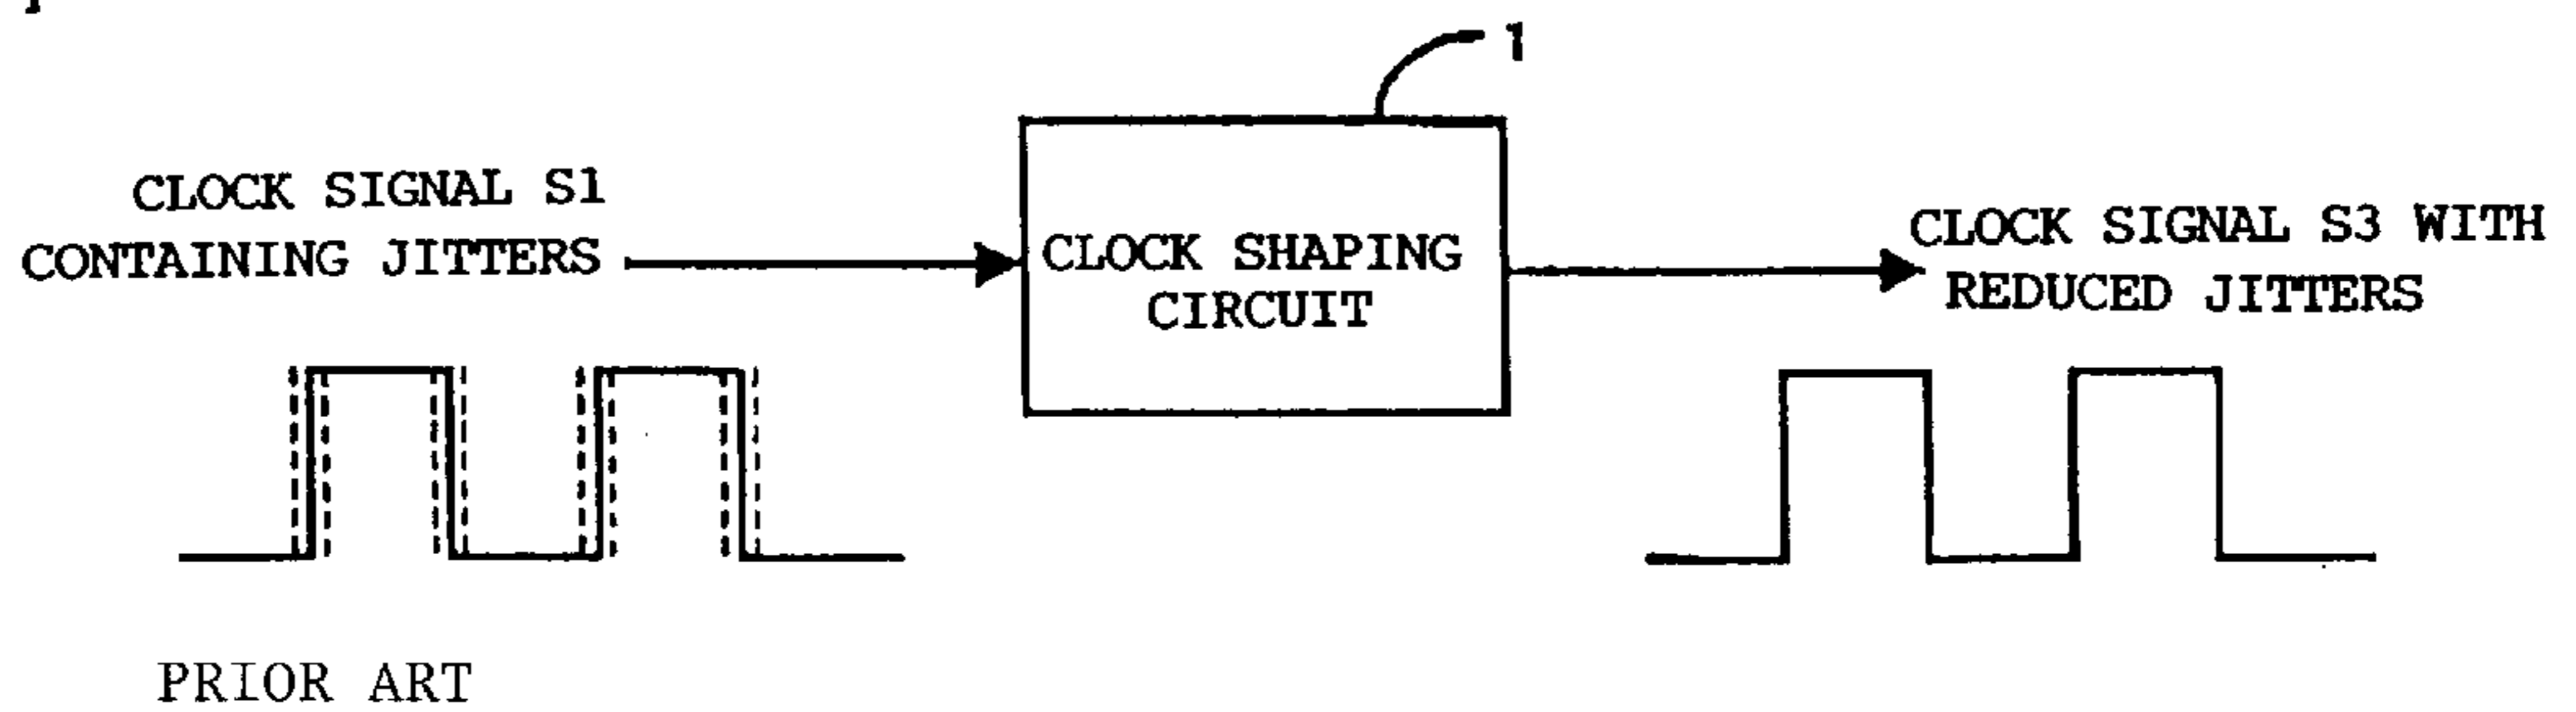 1
CLOCK SIGNAL S1
CONTAINING JITTERS
CLOCK SHAPING
CIRCUIT
CLOCK SIGNAL S3 WITH
REDUCED JITTERS
PRIOR ART